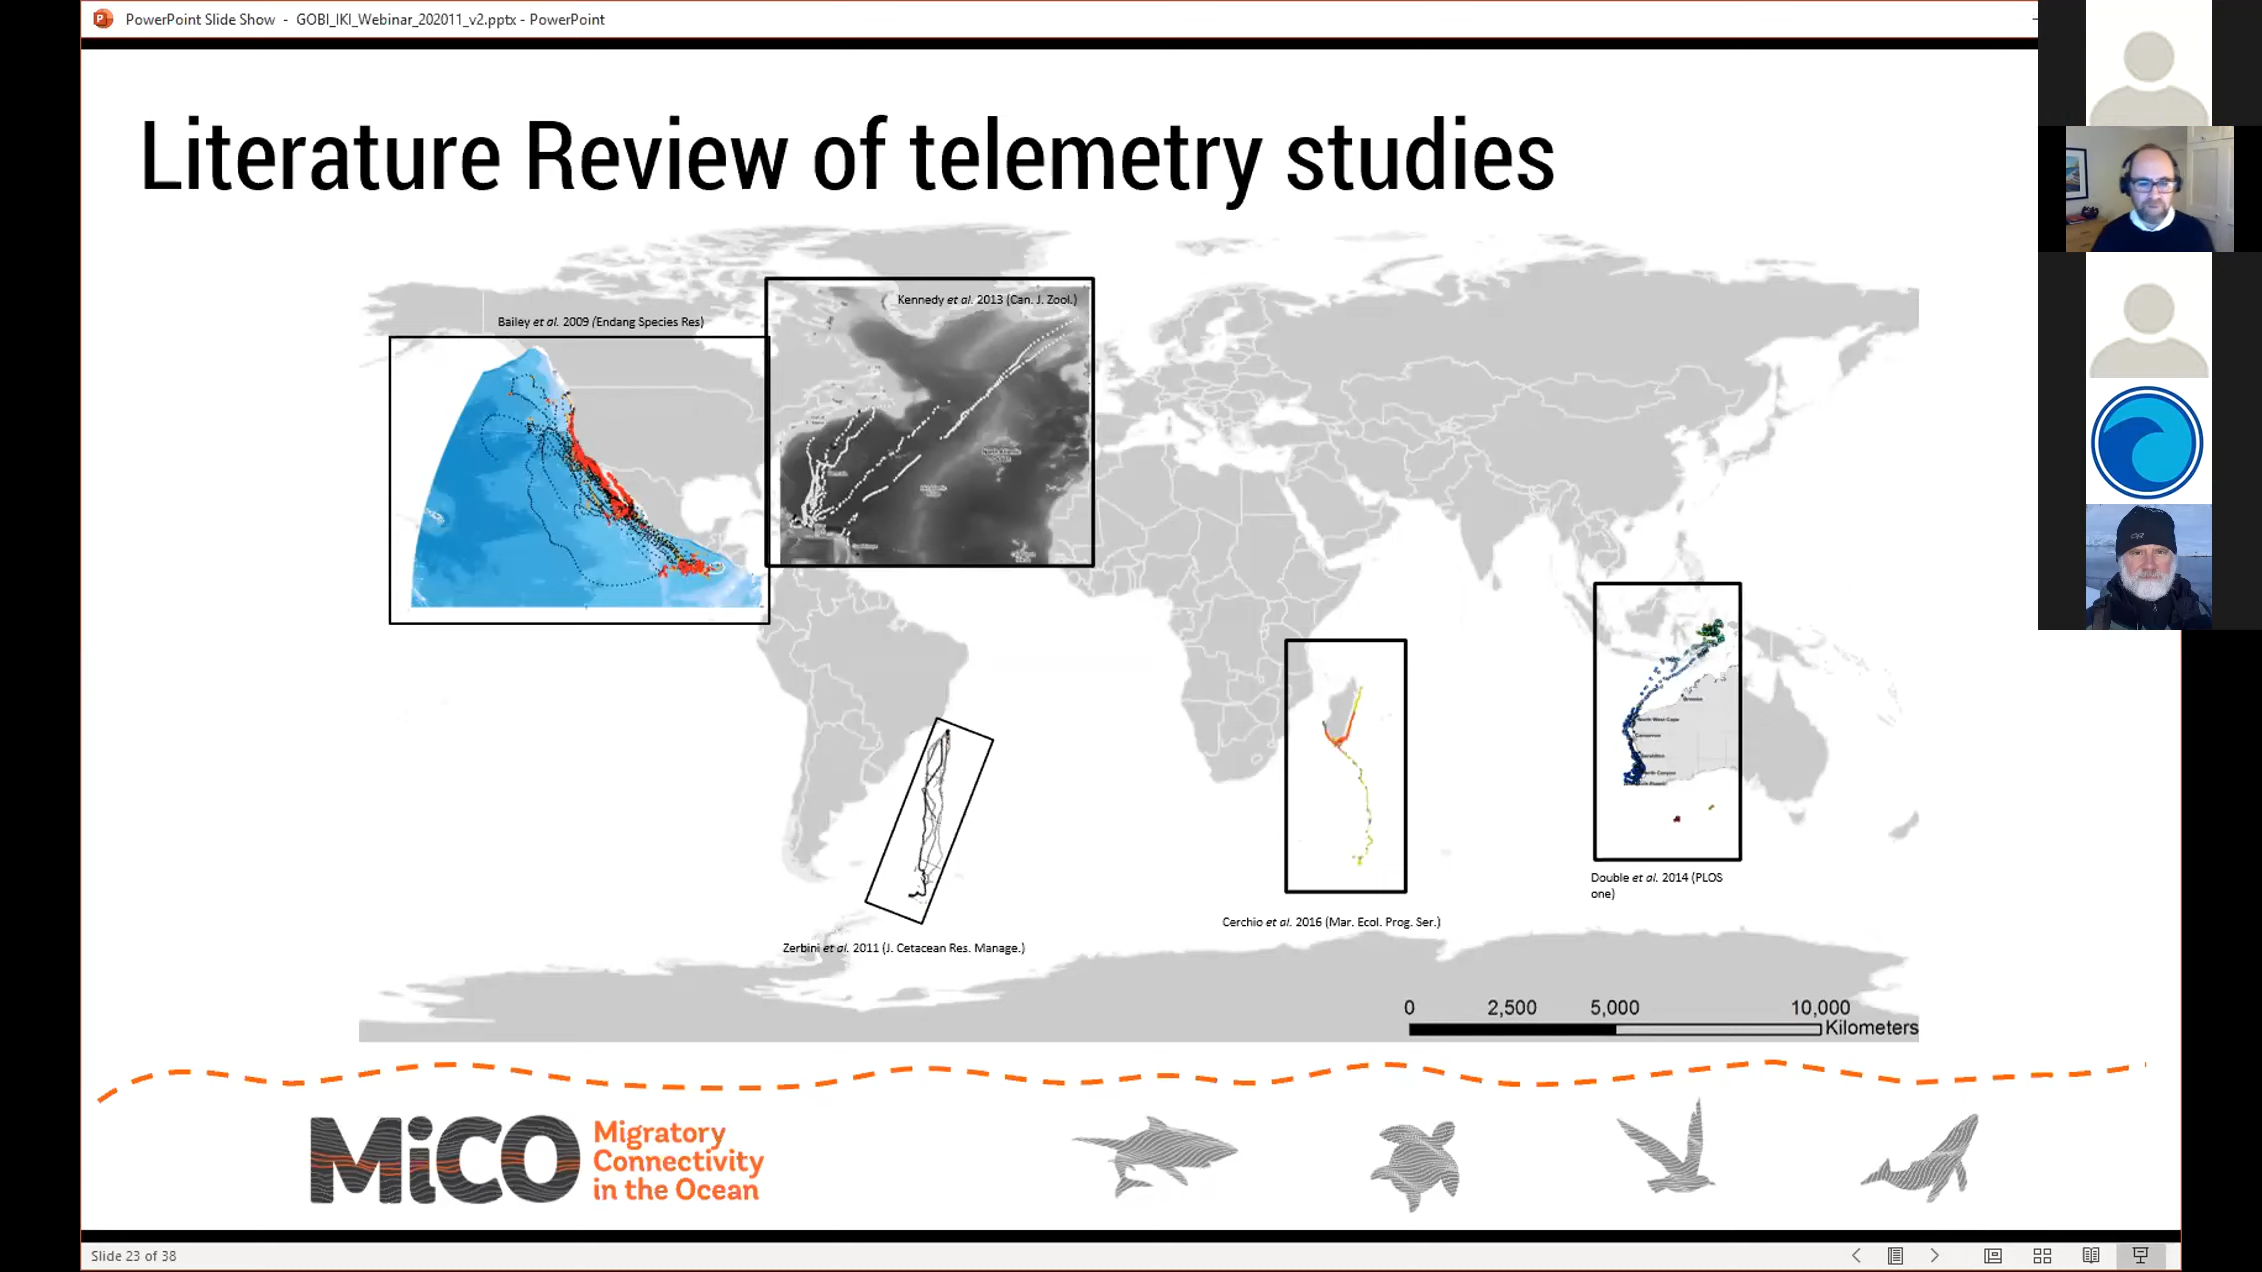 PowerPoint Slide Show - GOBI_IKI_Webinar_202011_v2.pptx - PowerPoint
Literature Review of telemetry studies
Kennedy et al. 2013 (Can. J. Zool.)
Bailey et al. 2009 (Endang Species Res)
Double et al. 2014 (PLOS
one)
Cerchio et al. 2016 (Mar. Ecol. Prog. Ser.)
Zerbini et al. 2011 (J. Cetacean Res. Manage.)
0 2,500 5,000 10,000
Kilometers
MiCO
Migratory
Connectivity
in the Ocean
Slide 23 of 38